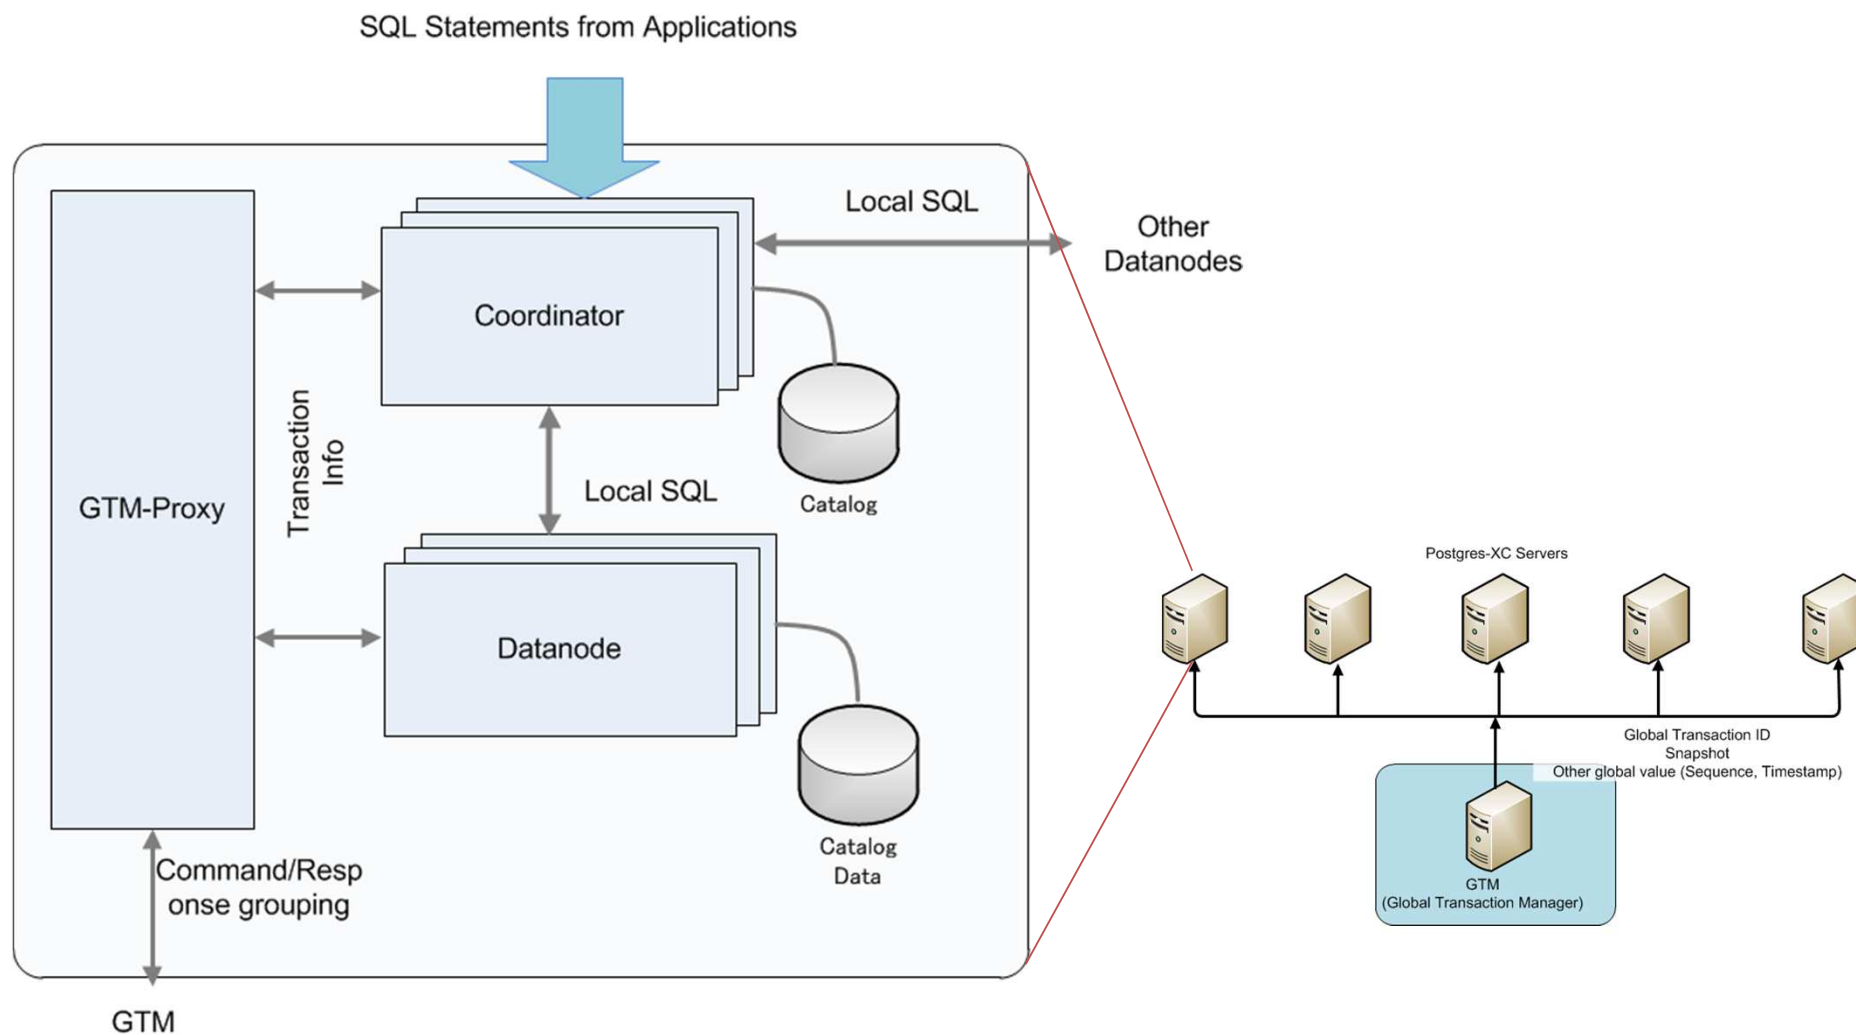 SQL Statements from Applications
Local SQL
Other
Datanodes
Coordinator
Transaction
Info
Catalog
GTM-Proxy
Local SQL
Datanode
Catalog
Data
Command/Resp
onse grouping
GTM
Postgres-XC Servers
Global Transaction ID
Snapshot
Other global value (Sequence, Timestamp)
GTM
(Global Transaction Manager)